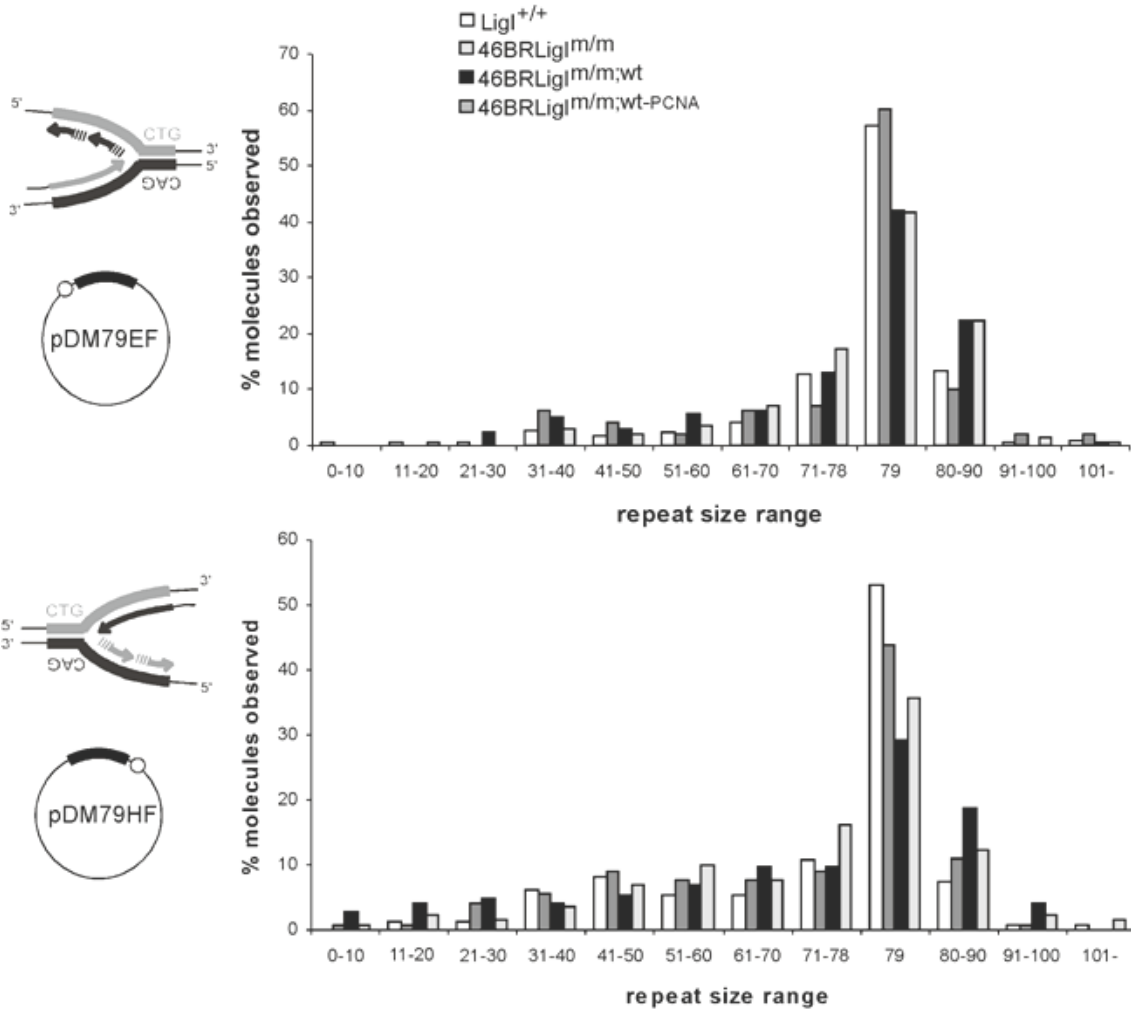 LigI+/+
46BRLigIm/m
46BRLigIm/m;wt
46BRLigIm/m;wt-PCNA
5'
CTG
3'
5'
CAG
3'
pDM79EF
% molecules observed
70
60
50
40
30
20
10
0
0-10 11-20 21-30 31-40 41-50 51-60 61-70 71-78 79 80-90 91-100 101-
repeat size range
3'
CTG
5'
3'
CAG
5'
pDM79HF
% molecules observed
60
50
40
30
20
10
0
0-10 11-20 21-30 31-40 41-50 51-60 61-70 71-78 79 80-90 91-100 101-
repeat size range